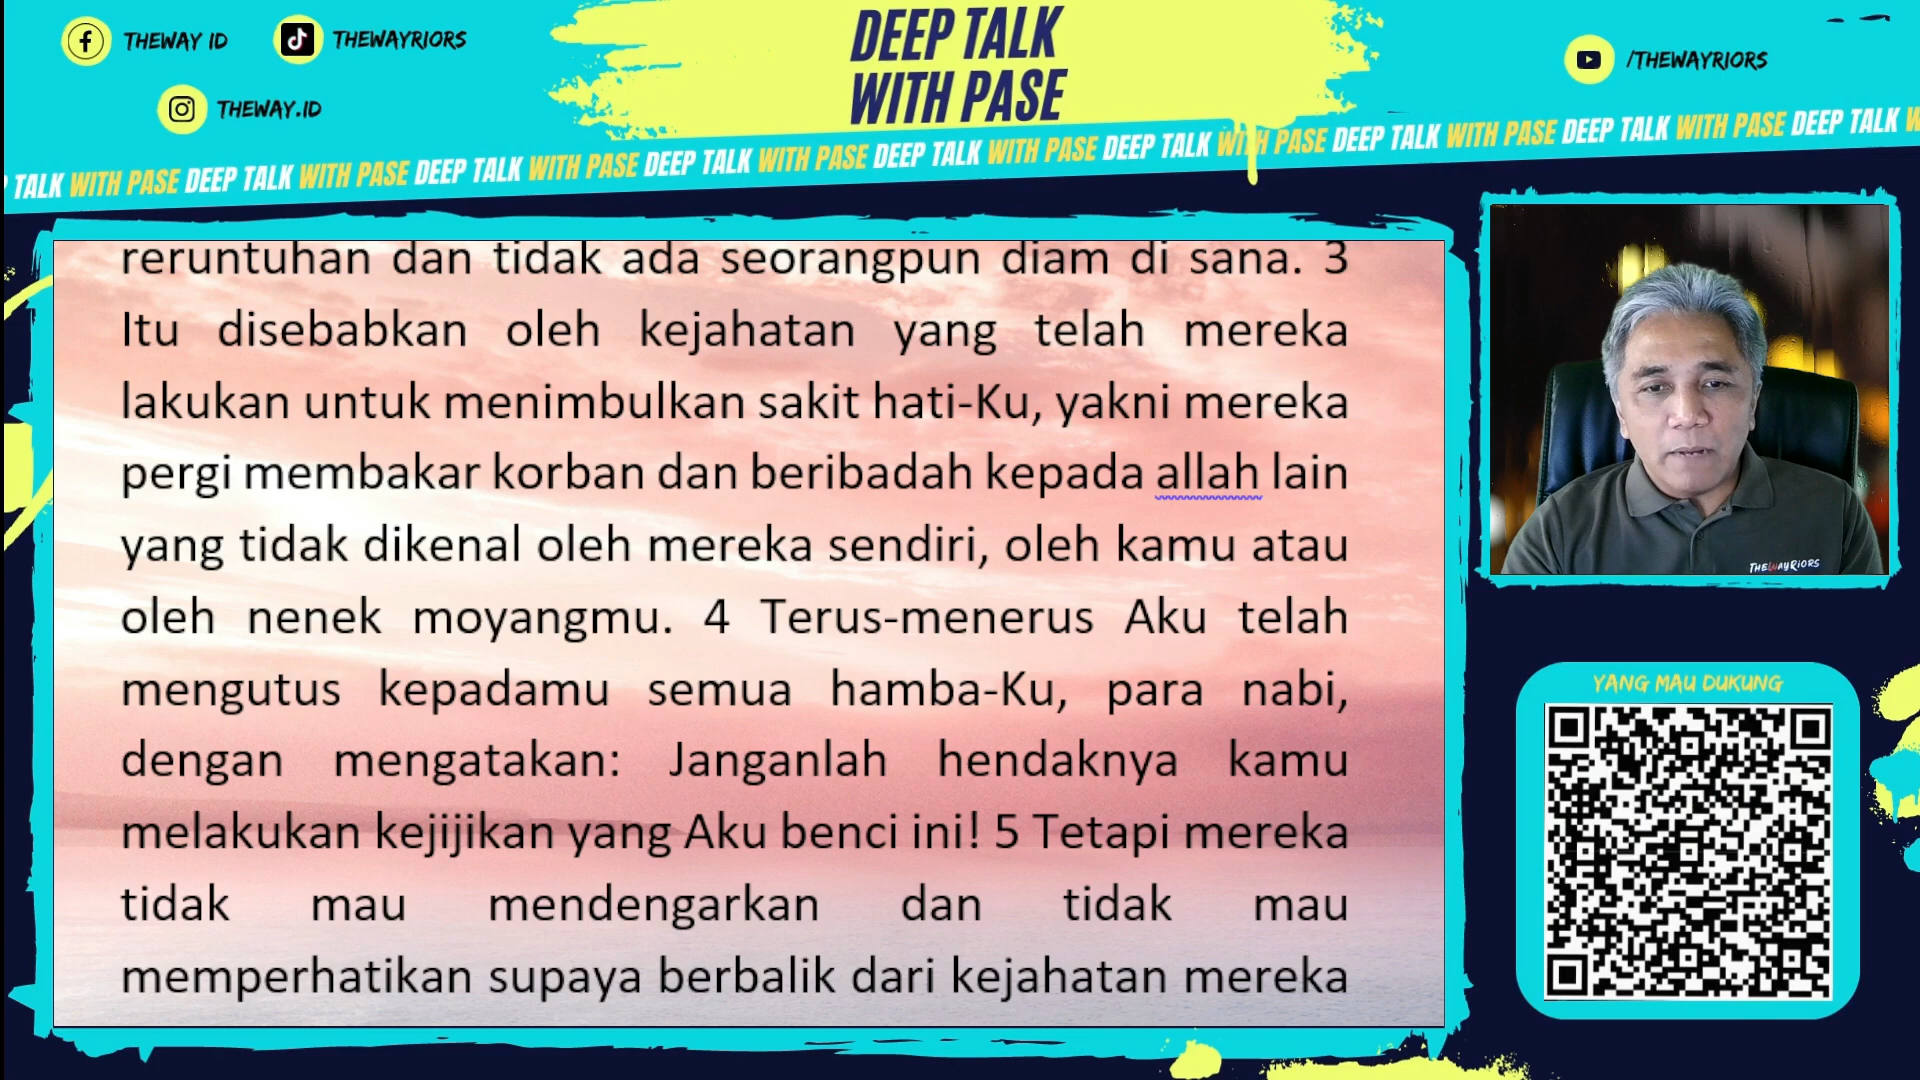 THEWAY ID
THEWAYRIORS
THEWAY.ID
DEEP TALK
WITH PASE
/THEWAYRIORS
TALK WITH PASE DEEP TALK WITH PASE DEEP TALK WITH PASE DEEP TALK WITH PASE DEEP TALK WITH PASE DEEP TALK WITH PASE DEEP TALK WITH PASE DEEP TALK WITH PASE DEEP TALK
reruntuhan dan tidak ada seorangpun diam di sana. 3
Itu disebabkan oleh kejahatan yang telah mereka
lakukan untuk menimbulkan sakit hati-Ku, yakni mereka
pergi membakar korban dan beribadah kepada allah lain
yang tidak dikenal oleh mereka sendiri, oleh kamu atau
oleh nenek moyangmu. 4 Terus-menerus Aku telah
mengutus kepadamu semua hamba-Ku, para nabi,
dengan mengatakan: Janganlah hendaknya kamu
melakukan kejijikan yang Aku benci ini! 5 Tetapi mereka
tidak mau mendengarkan dan tidak mau
memperhatikan supaya berbalik dari kejahatan mereka
THEWAYRIORS
YANG MAU DUKUNG